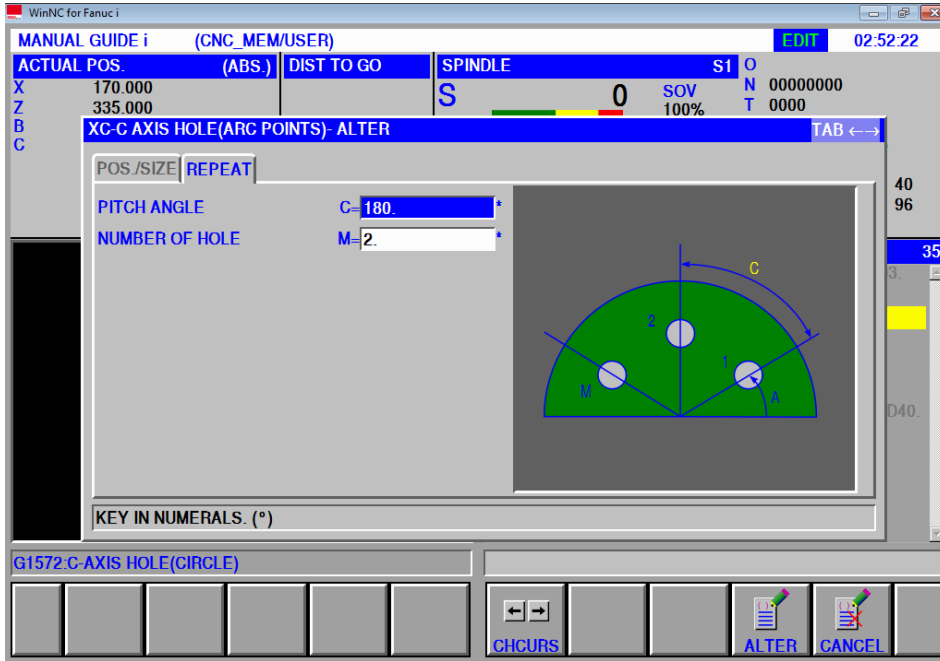 WinNC for Fanuc i
MANUAL GUIDE i (CNC_MEM/USER) EDIT 02:52:22
ACTUAL POS. (ABS.) DIST TO GO SPINDLE S1 O
X 170.000 S 0 SOV N 00000000
Z 335.000 100% T 0000
B
C
XC-C AXIS HOLE(ARC POINTS)- ALTER TAB ←→
POS./SIZE REPEAT
40
PITCH ANGLE C=180. *
96
NUMBER OF HOLE M=2. *
35
3.
C
2
1
M
A
D40.
KEY IN NUMERALS. (°)
G1572:C-AXIS HOLE(CIRCLE)
CHCURS ALTER CANCEL